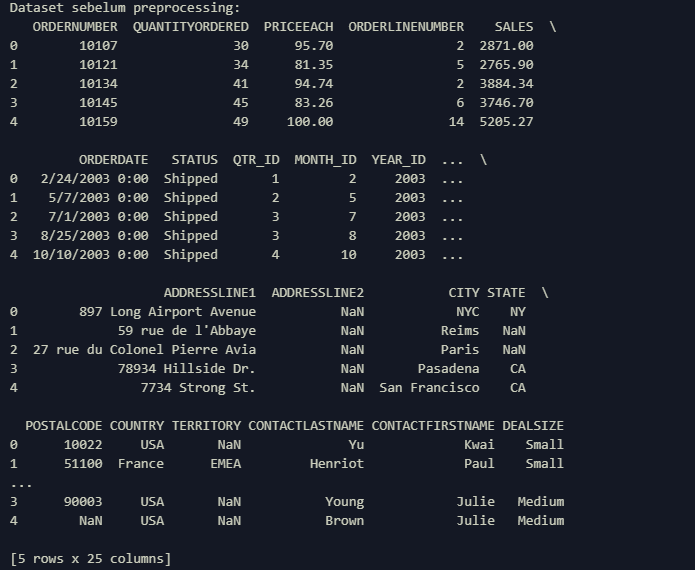 Dataset sebelum preprocessing:
   ORDERNUMBER  QUANTITYORDERED  PRICEEACH  ORDERLINENUMBER    SALES  \
0        10107               30      95.70                2  2871.00
1        10121               34      81.35                5  2765.90
2        10134               41      94.74                2  3884.34
3        10145               45      83.26                6  3746.70
4        10159               49     100.00               14  5205.27

         ORDERDATE   STATUS  QTR_ID  MONTH_ID  YEAR_ID  ...  \
0   2/24/2003 0:00  Shipped       1         2     2003  ...
1    5/7/2003 0:00  Shipped       2         5     2003  ...
2    7/1/2003 0:00  Shipped       3         7     2003  ...
3   8/25/2003 0:00  Shipped       3         8     2003  ...
4  10/10/2003 0:00  Shipped       4        10     2003  ...

                    ADDRESSLINE1  ADDRESSLINE2           CITY STATE  \
0        897 Long Airport Avenue           NaN            NYC    NY
1             59 rue de l'Abbaye           NaN          Reims   NaN
2  27 rue du Colonel Pierre Avia           NaN          Paris   NaN
3             78934 Hillside Dr.           NaN       Pasadena    CA
4                7734 Strong St.           NaN  San Francisco    CA

  POSTALCODE COUNTRY TERRITORY CONTACTLASTNAME CONTACTFIRSTNAME DEALSIZE
0      10022     USA       NaN              Yu             Kwai    Small
1      51100  France      EMEA         Henriot             Paul    Small
...
3      90003     USA       NaN           Young            Julie   Medium
4        NaN     USA       NaN           Brown            Julie   Medium

[5 rows x 25 columns]